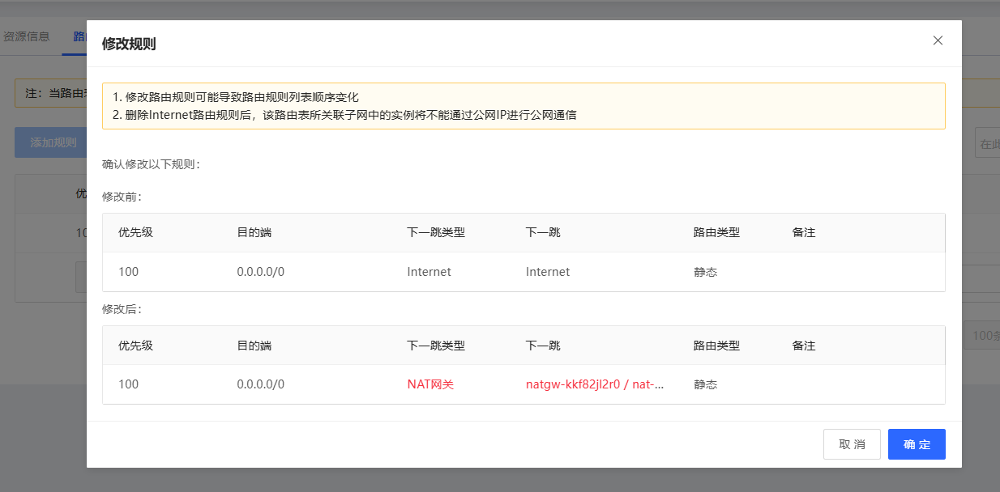 资源信息
修改规则
注：当路由表
1. 修改路由规则可能导致路由规则列表顺序变化
2. 删除Internet路由规则后，该路由表所关联子网中的实例将不能通过公网IP进行公网通信
添加规则
在此
确认修改以下规则：
修改前：
优先级 目的端 下一跳类型 下一跳 路由类型 备注
100 0.0.0.0/0 Internet Internet 静态
修改后：
优先级 目的端 下一跳类型 下一跳 路由类型 备注
100 0.0.0.0/0 NAT网关 natgw-kkf82jl2r0 / nat-... 静态
100条
取 消 确 定